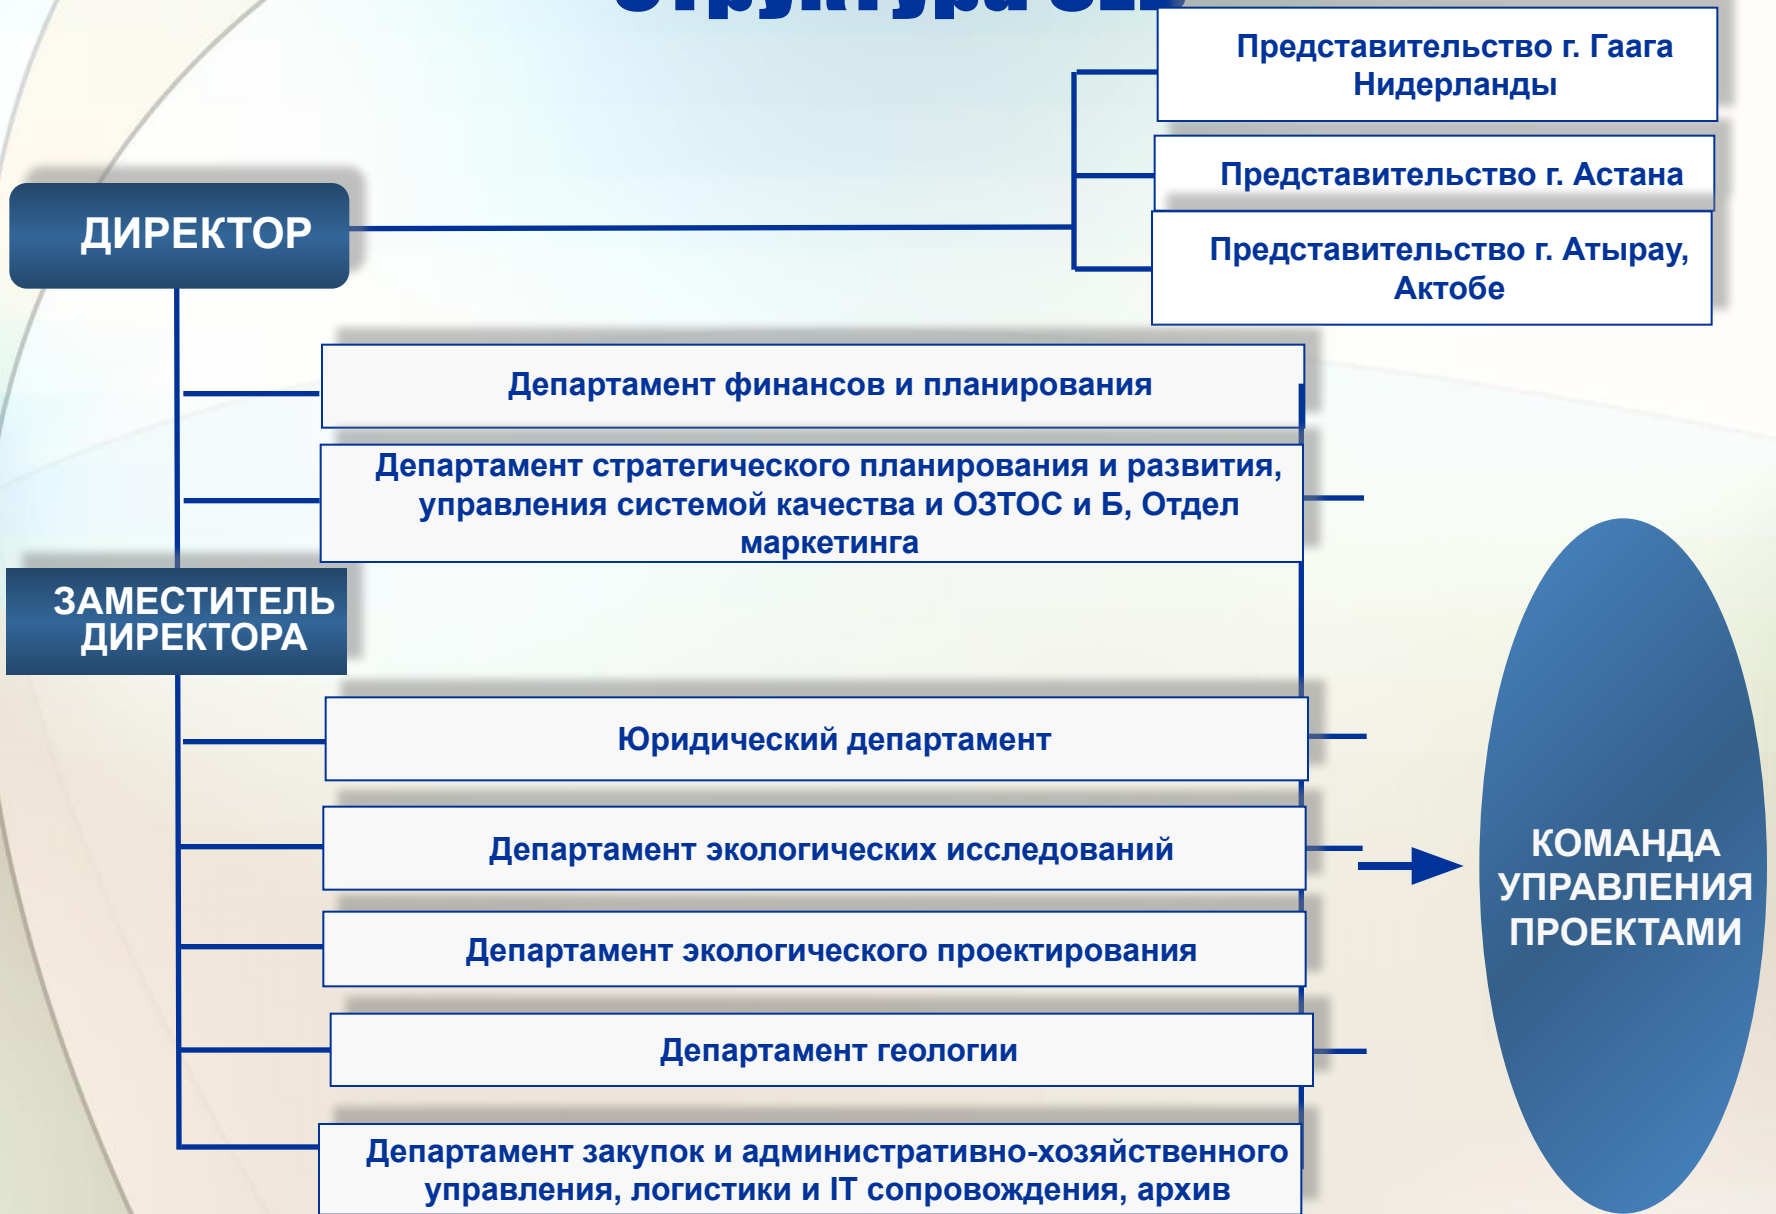 Структура
Представительство г. Гаага
Нидерланды
Представительство г. Астана
ДИРЕКТОР
Представительство г. Атырау,
Актобе
Департамент финансов и планирования
Департамент стратегического планирования и развития,
управления системой качества и ОЗТОС и Б, Отдел
маркетинга
ЗАМЕСТИТЕЛЬ
ДИРЕКТОРА
Юридический департамент
Департамент экологических исследований
КОМАНДА
УПРАВЛЕНИЯ
ПРОЕКТАМИ
Департамент экологического проектирования
Департамент геологии
Департамент закупок и административно-хозяйственного
управления, логистики и IT сопровождения, архив